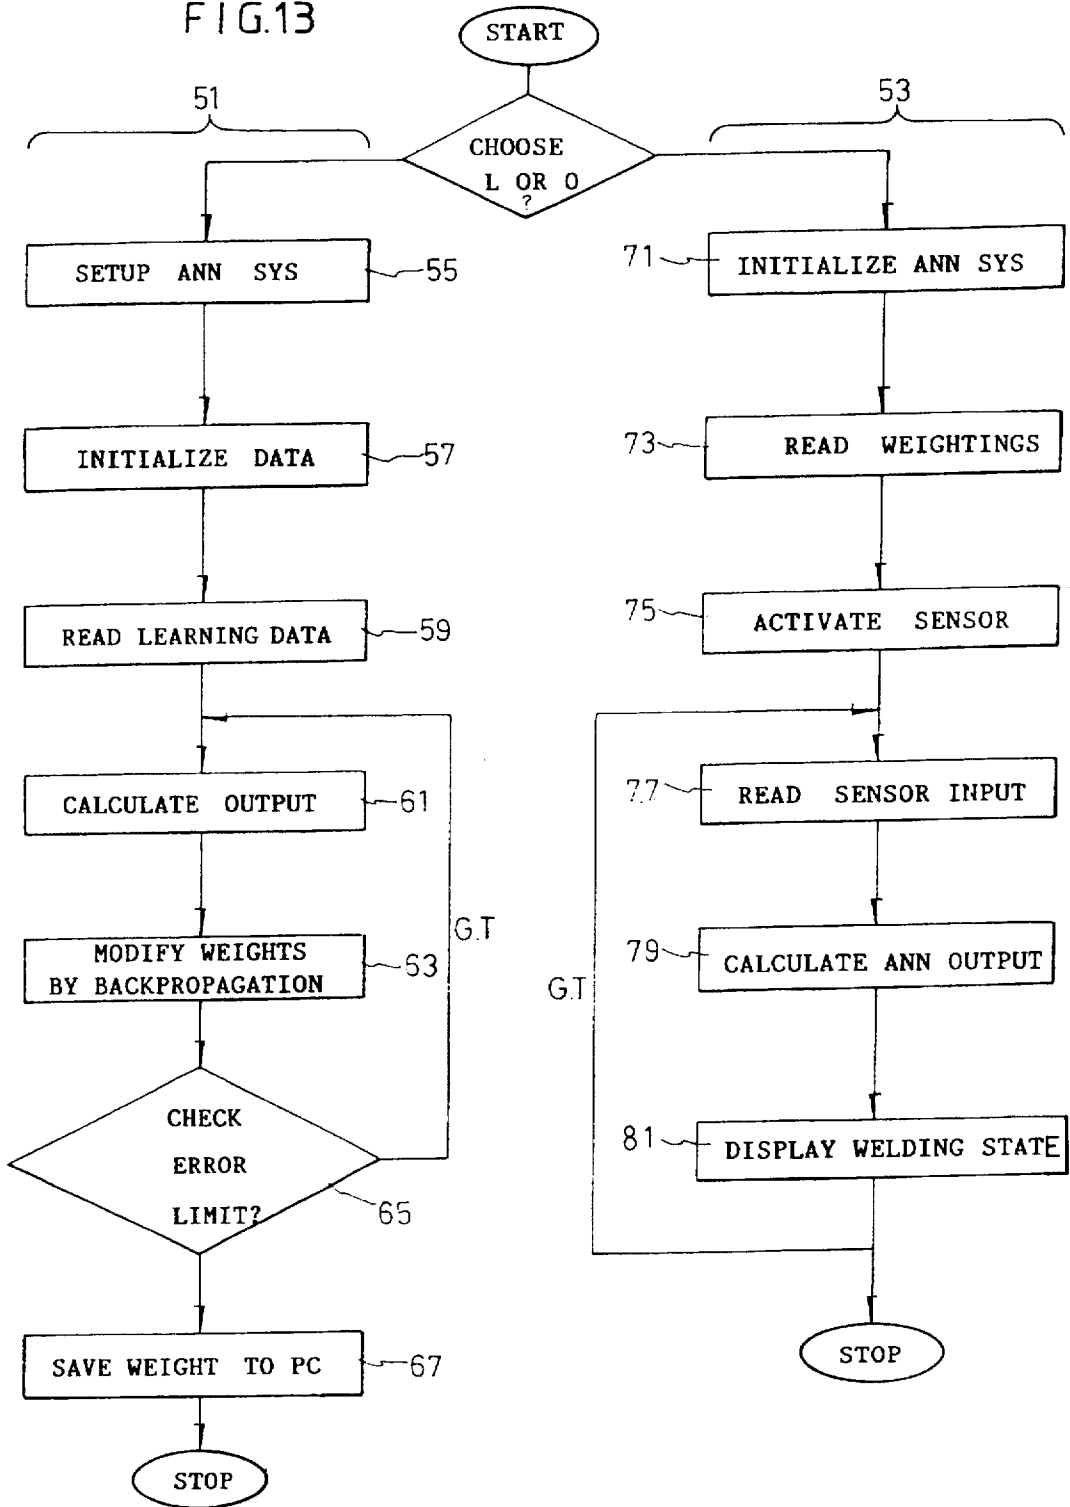 FIG.13
START
CHOOSE
L OR O
?
51
SETUP ANN SYS
55
INITIALIZE DATA
57
READ LEARNING DATA
59
CALCULATE OUTPUT
61
MODIFY WEIGHTS
BY BACKPROPAGATION
63
G.T
CHECK
ERROR
LIMIT?
65
SAVE WEIGHT TO PC
67
STOP
53
71
INITIALIZE ANN SYS
73
READ WEIGHTINGS
75
ACTIVATE SENSOR
77
READ SENSOR INPUT
79
CALCULATE ANN OUTPUT
G.T
81
DISPLAY WELDING STATE
STOP